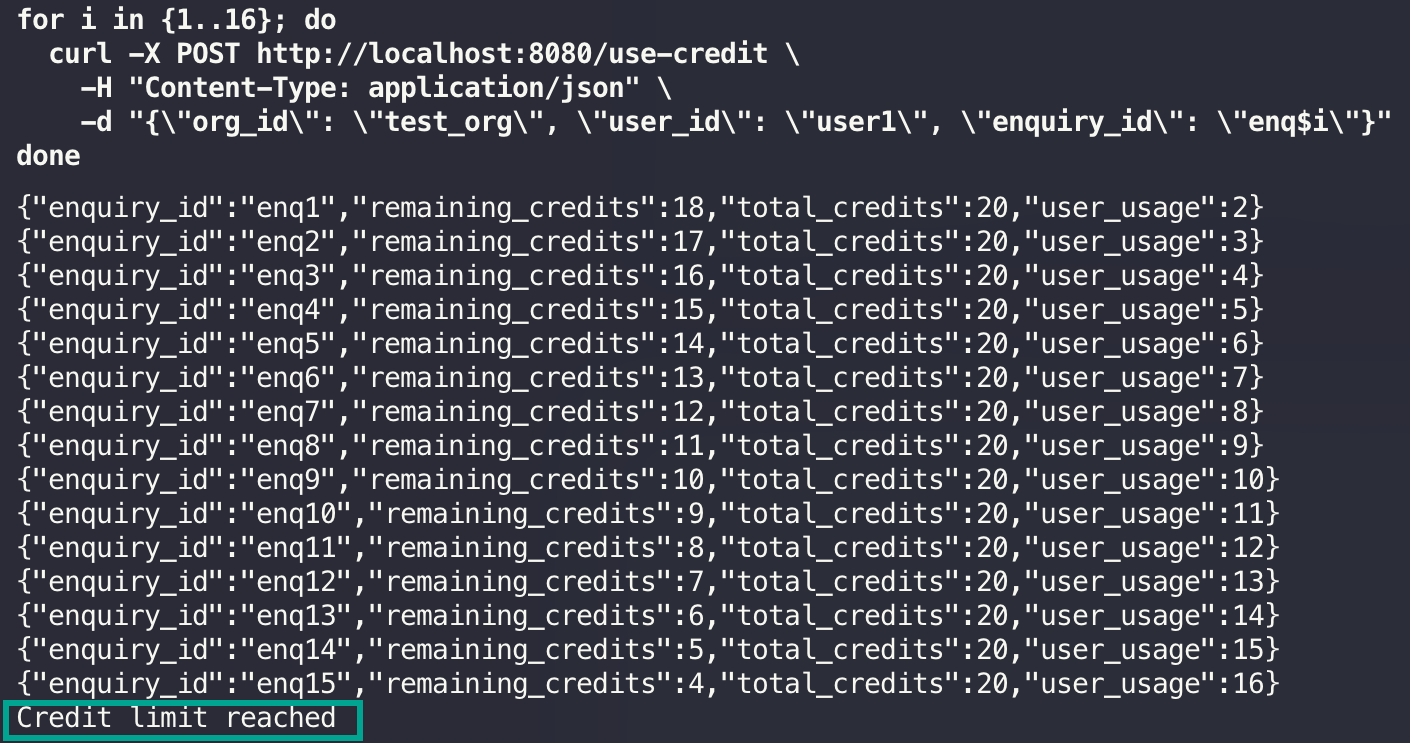 for i in {1..16}; do
  curl -X POST http://localhost:8080/use-credit \
    -H "Content-Type: application/json" \
    -d "{\"org_id\": \"test_org\", \"user_id\": \"user1\", \"enquiry_id\": \"enq$i\"}"
done
{"enquiry_id":"enq1","remaining_credits":18,"total_credits":20,"user_usage":2}
{"enquiry_id":"enq2","remaining_credits":17,"total_credits":20,"user_usage":3}
{"enquiry_id":"enq3","remaining_credits":16,"total_credits":20,"user_usage":4}
{"enquiry_id":"enq4","remaining_credits":15,"total_credits":20,"user_usage":5}
{"enquiry_id":"enq5","remaining_credits":14,"total_credits":20,"user_usage":6}
{"enquiry_id":"enq6","remaining_credits":13,"total_credits":20,"user_usage":7}
{"enquiry_id":"enq7","remaining_credits":12,"total_credits":20,"user_usage":8}
{"enquiry_id":"enq8","remaining_credits":11,"total_credits":20,"user_usage":9}
{"enquiry_id":"enq9","remaining_credits":10,"total_credits":20,"user_usage":10}
{"enquiry_id":"enq10","remaining_credits":9,"total_credits":20,"user_usage":11}
{"enquiry_id":"enq11","remaining_credits":8,"total_credits":20,"user_usage":12}
{"enquiry_id":"enq12","remaining_credits":7,"total_credits":20,"user_usage":13}
{"enquiry_id":"enq13","remaining_credits":6,"total_credits":20,"user_usage":14}
{"enquiry_id":"enq14","remaining_credits":5,"total_credits":20,"user_usage":15}
{"enquiry_id":"enq15","remaining_credits":4,"total_credits":20,"user_usage":16}
Credit limit reached